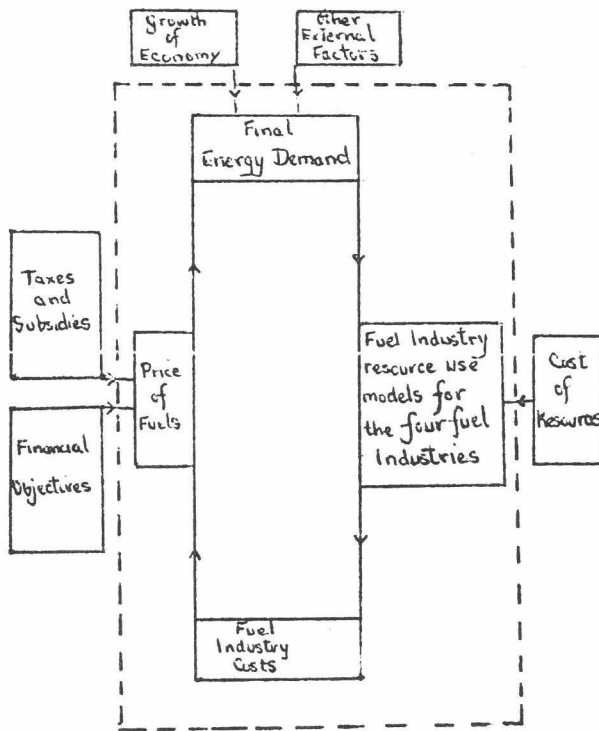 Growth
of
Economy
Other
External
Factors
Final
Energy Demand
Taxes
and
Subsidies
Price
of
Fuels
Fuel Industry
resource use
models for
the four fuel
Industries
Cost
of
Resources
Financial
Objectives
Fuel
Industry
Costs